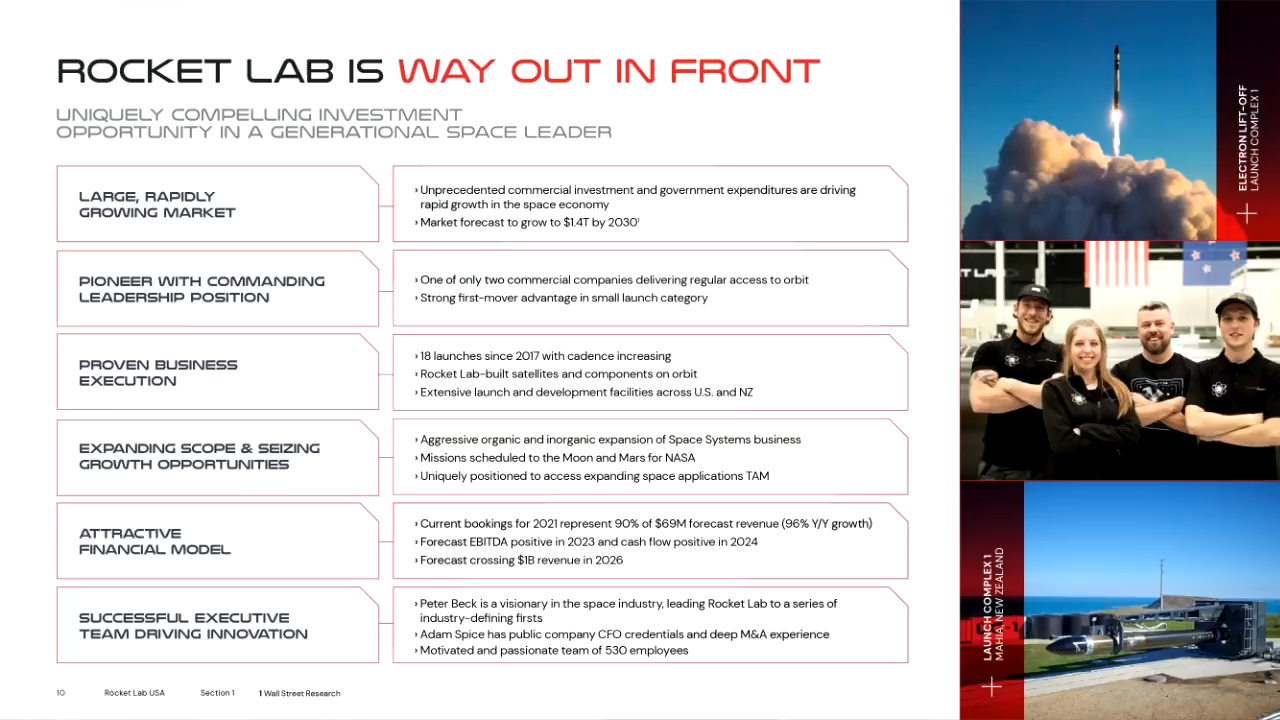 ROCKET LAB IS WAY OUT IN FRONT
UNIQUELY COMPELLING INVESTMENT
OPPORTUNITY IN A GENERATIONAL SPACE LEADER
LARGE, RAPIDLY
GROWING MARKET
› Unprecedented commercial investment and government expenditures are driving
rapid growth in the space economy
› Market forecast to grow to $1.4T by 2030¹
PIONEER WITH COMMANDING
LEADERSHIP POSITION
› One of only two commercial companies delivering regular access to orbit
› Strong first-mover advantage in small launch category
PROVEN BUSINESS
EXECUTION
› 18 launches since 2017 with cadence increasing
› Rocket Lab-built satellites and components on orbit
› Extensive launch and development facilities across U.S. and NZ
EXPANDING SCOPE & SEIZING
GROWTH OPPORTUNITIES
› Aggressive organic and inorganic expansion of Space Systems business
› Missions scheduled to the Moon and Mars for NASA
› Uniquely positioned to access expanding space applications TAM
ATTRACTIVE
FINANCIAL MODEL
› Current bookings for 2021 represent 90% of $69M forecast revenue (96% Y/Y growth)
› Forecast EBITDA positive in 2023 and cash flow positive in 2024
› Forecast crossing $1B revenue in 2026
SUCCESSFUL EXECUTIVE
TEAM DRIVING INNOVATION
› Peter Beck is a visionary in the space industry, leading Rocket Lab to a series of
industry-defining firsts
› Adam Spice has public company CFO credentials and deep M&A experience
› Motivated and passionate team of 530 employees
10 Rocket Lab USA Section 1 1 Wall Street Research
ELECTRON LIFT-OFF
LAUNCH COMPLEX 1
LAUNCH COMPLEX 1
MAHIA, NEW ZEALAND